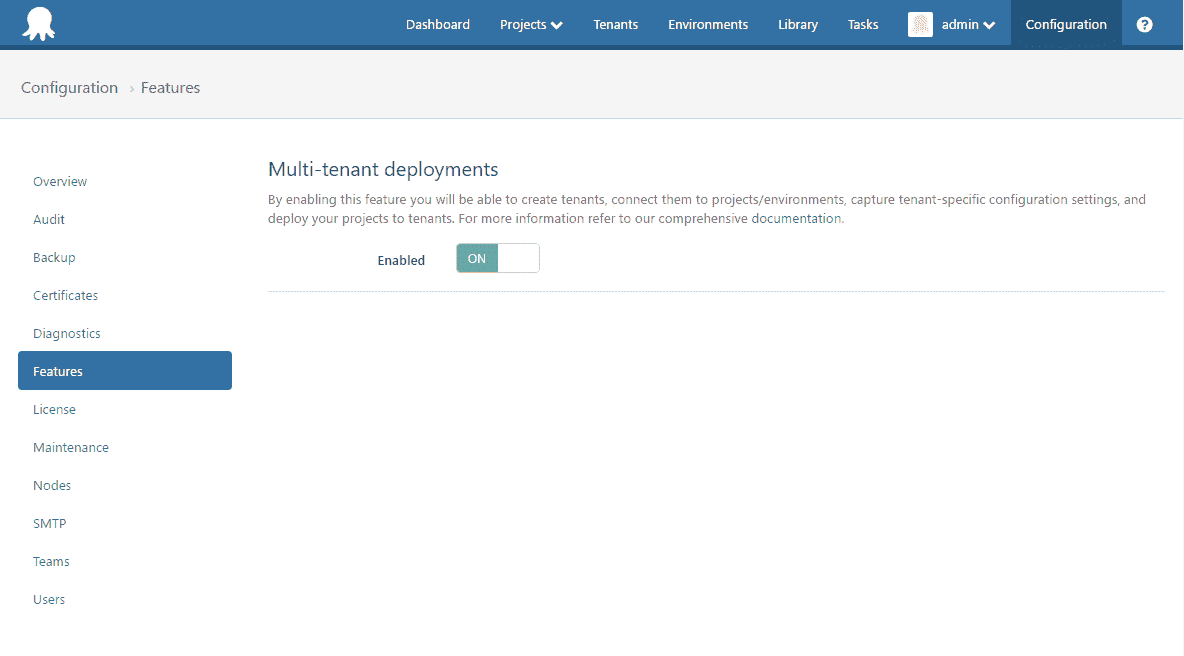 Dashboard Projects Tenants Environments Library Tasks admin Configuration ?
Configuration › Features
Overview
Audit
Backup
Certificates
Diagnostics
Features
License
Maintenance
Nodes
SMTP
Teams
Users
Multi-tenant deployments
By enabling this feature you will be able to create tenants, connect them to projects/environments, capture tenant-specific configuration settings, and
deploy your projects to tenants. For more information refer to our comprehensive documentation.
Enabled ON